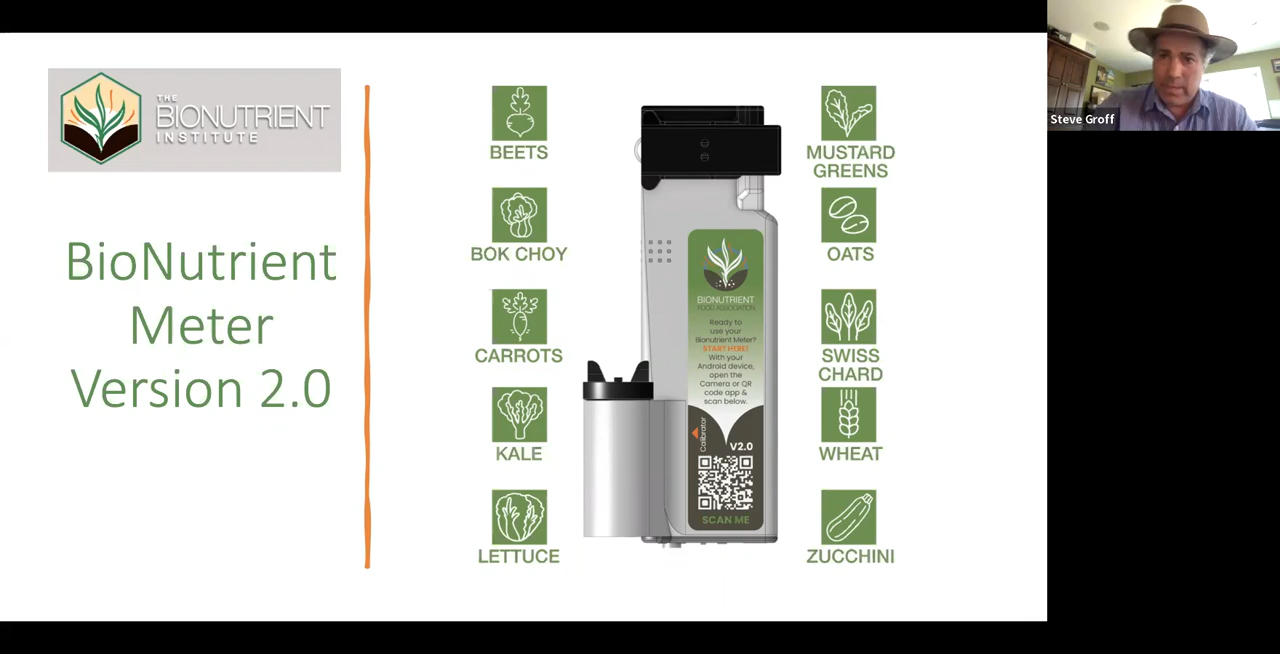 THE
BIONUTRIENT
INSTITUTE
BioNutrient
Meter
Version 2.0
BEETS
BOK CHOY
CARROTS
KALE
LETTUCE
BIONUTRIENT
FOOD ASSOCIATION
Ready to
use your
Bionutrient Meter?
START HERE!
With your
Android device,
open the
Camera or QR
code app &
scan below.
Calibrator
V2.0
SCAN ME
MUSTARD
GREENS
OATS
SWISS
CHARD
WHEAT
ZUCCHINI
Steve Groff